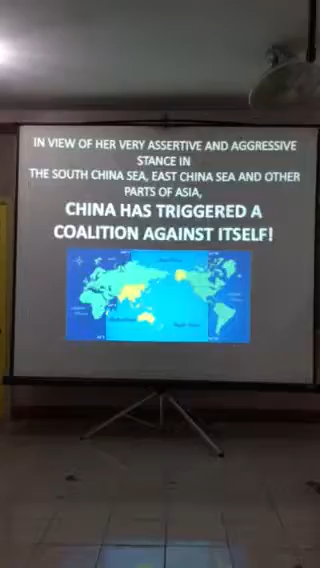 IN VIEW OF HER VERY ASSERTIVE AND AGGRESSIVE
STANCE IN
THE SOUTH CHINA SEA, EAST CHINA SEA AND OTHER
PARTS OF ASIA,
CHINA HAS TRIGGERED A
COALITION AGAINST ITSELF!